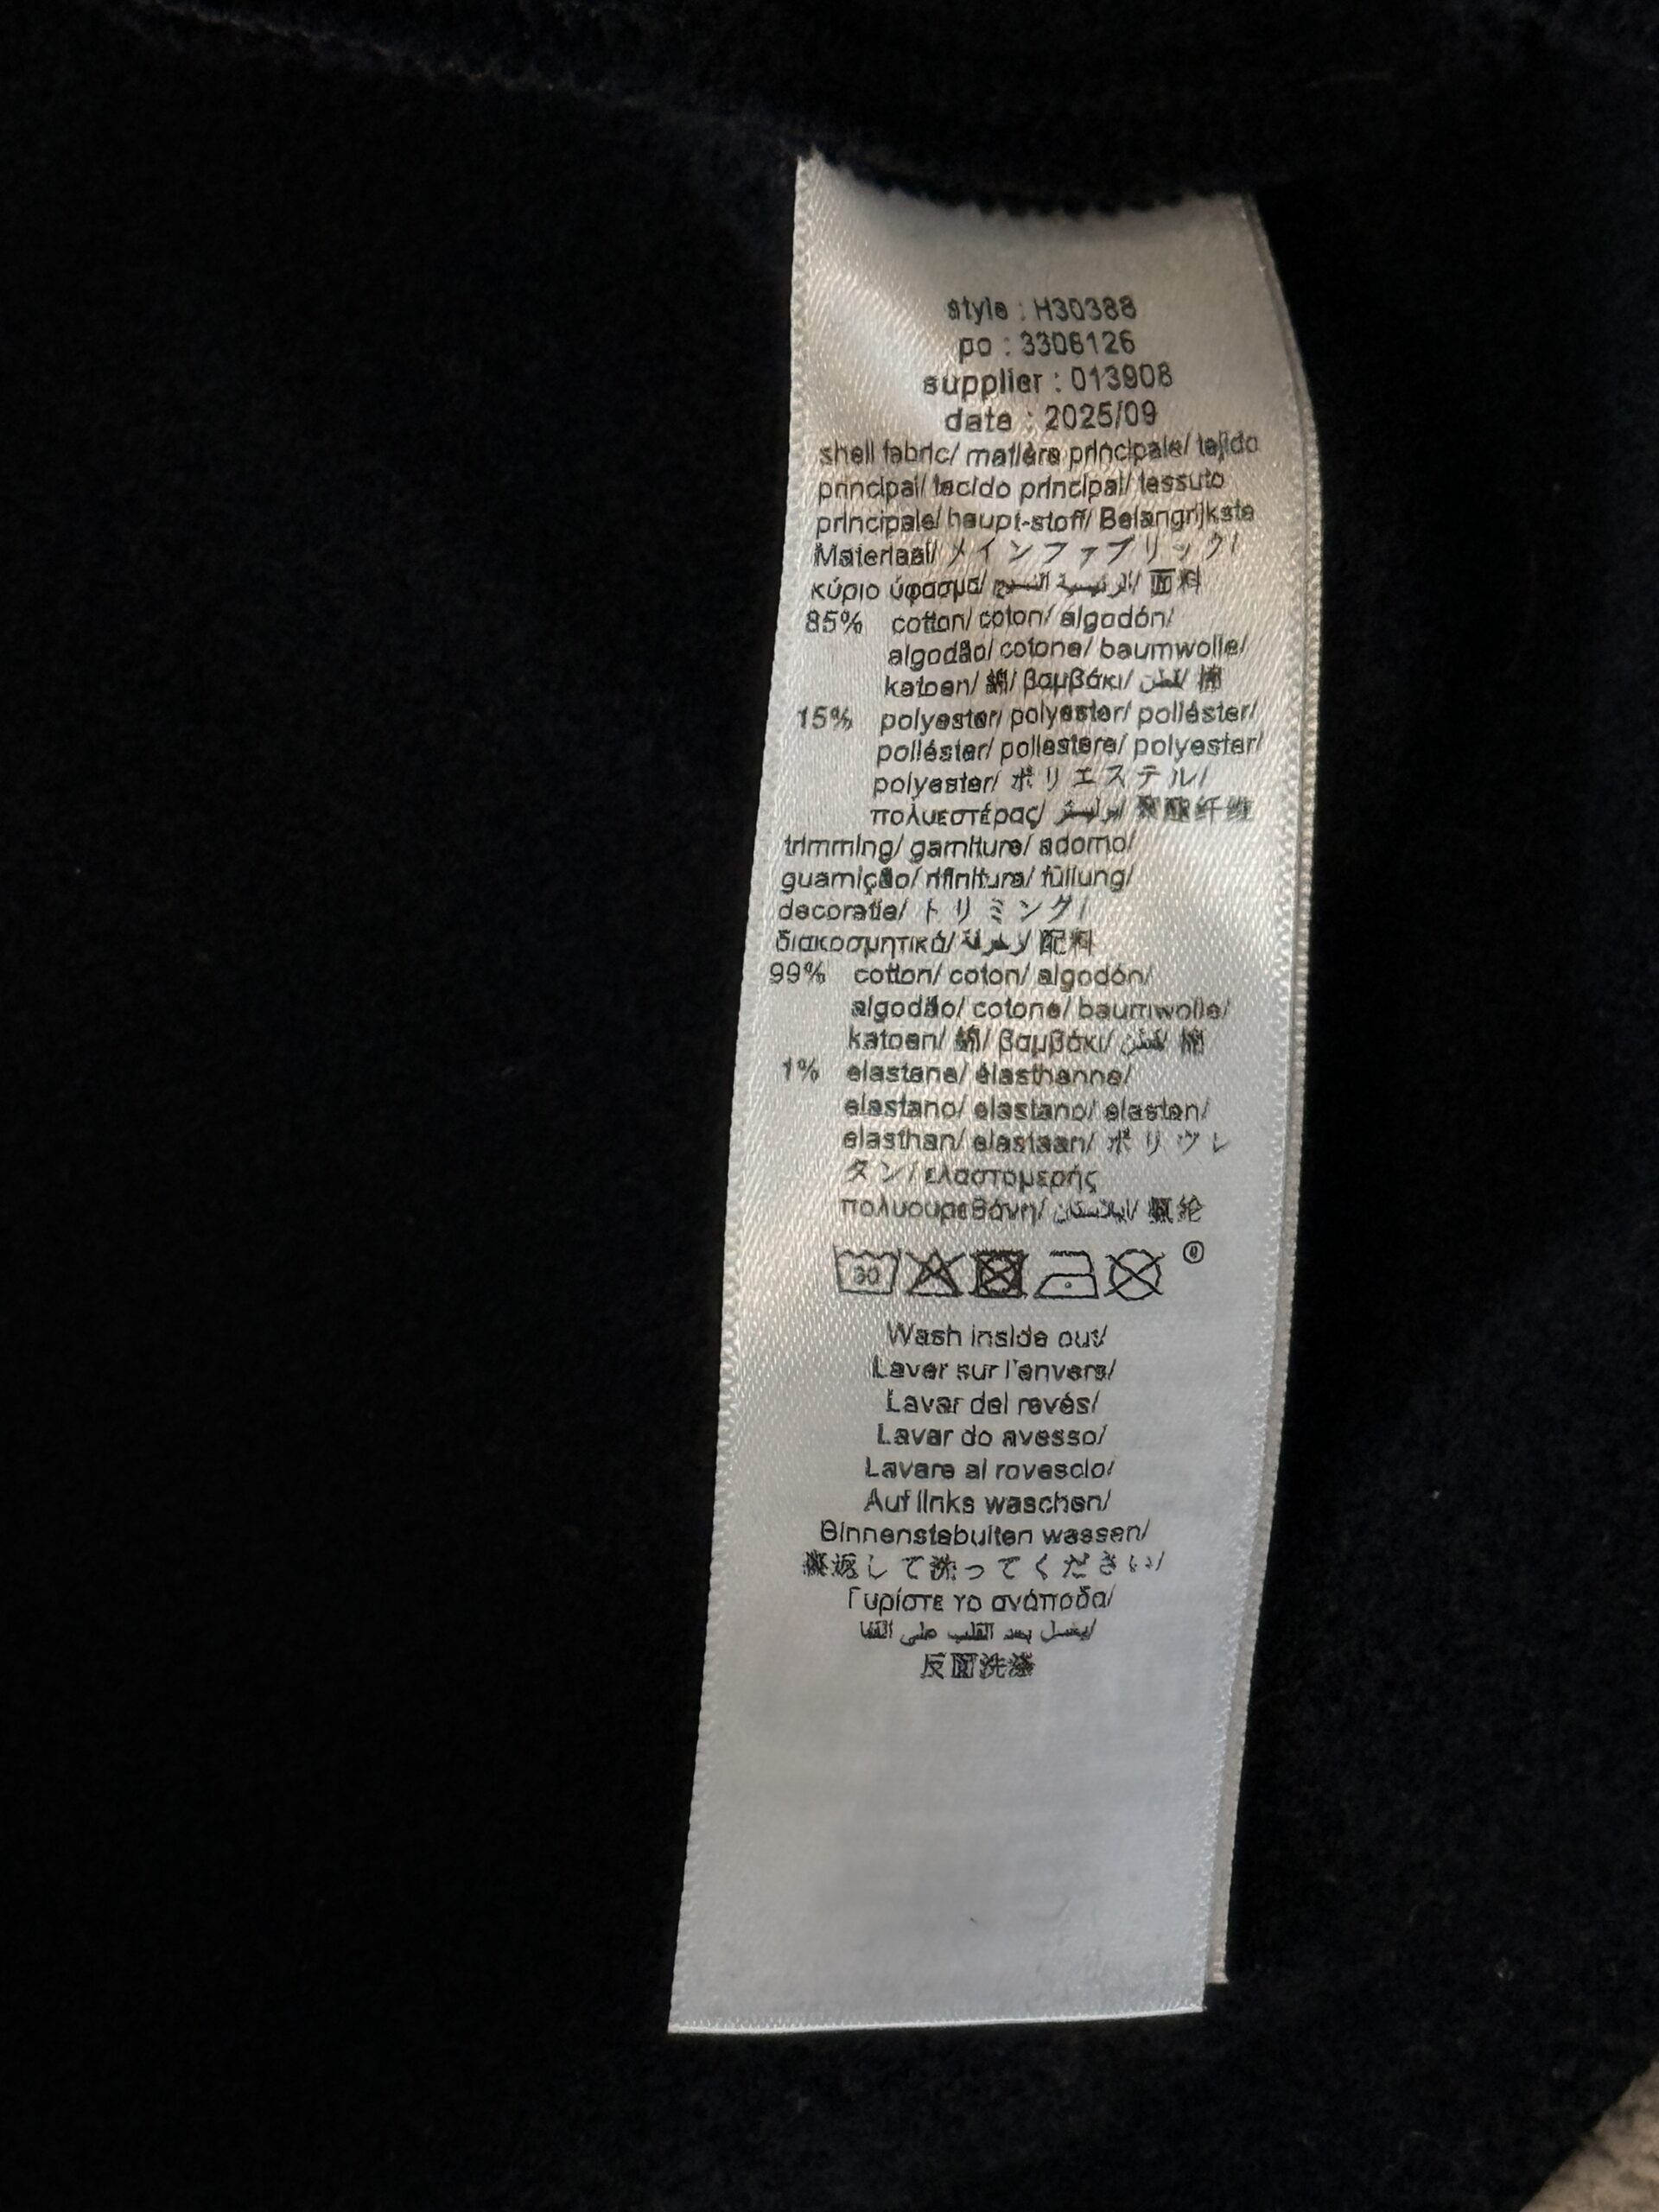 style : H30388
po : 3306126
supplier : 013908
date : 2025/09
shell fabric/ matière principale/ tejido
principal/ tecido principal/ tessuto
principale/ haupt-stoff/ Belangrijkste
Materiaal/ メインファブリック/
κύριο ύφασμα/ 面料
85% cotton/ coton/ algodón/
algodão/ cotone/ baumwolle/
katoen/ 綿/ βαμβάκι/ قطن/ 棉
15% polyester/ polyester/ poliéster/
poliéster/ poliestere/ polyester/
polyester/ ポリエステル/
πολυεστέρας/ بوليستر/ 聚酯纤维
trimming/ garniture/ adorno/
guarnição/ rifinitura/ füllung/
decoratie/ トリミング/
διακοσμητικά/ زخرفة/ 配料
99% cotton/ coton/ algodón/
algodão/ cotone/ baumwolle/
katoen/ 綿/ βαμβάκι/ قطن/ 棉
1% elastane/ élasthanne/
elastano/ elastano/ elastan/
elasthan/ elastaan/ ポリウレ
タン/ ελαστομερής
πολυουρεθάνη/ 氨纶
30
Wash inside out/
Laver sur l'envers/
Lavar del revés/
Lavar do avesso/
Lavare al rovescio/
Auf links waschen/
Binnenstebuiten wassen/
裏返して洗ってください/
Γυρίστε το ανάποδα/
يغسل بعد القلب على القفا/
反面洗涤